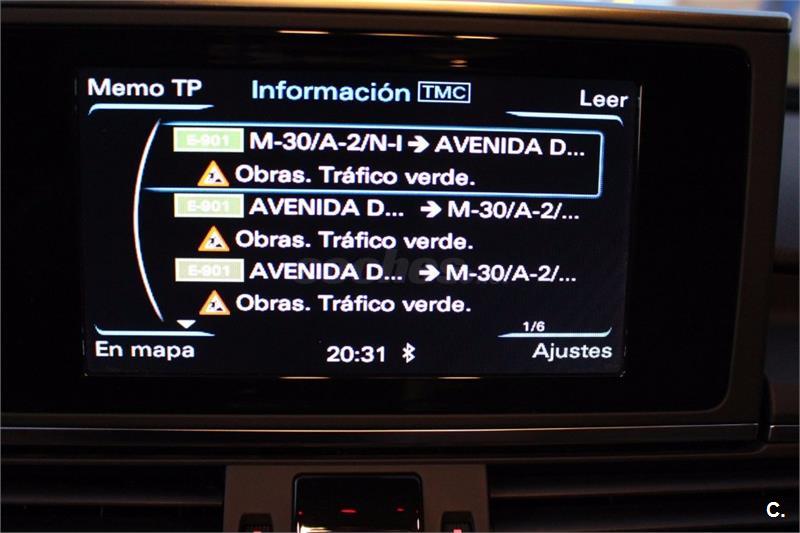 Memo TP
Información TMC
Leer
E-901 M-30/A-2/N-I ➔ AVENIDA D...
Obras. Tráfico verde.
E-901 AVENIDA D... ➔ M-30/A-2/...
Obras. Tráfico verde.
E-901 AVENIDA D... ➔ M-30/A-2/...
Obras. Tráfico verde.
1/6
En mapa
20:31
Ajustes
coches
C.